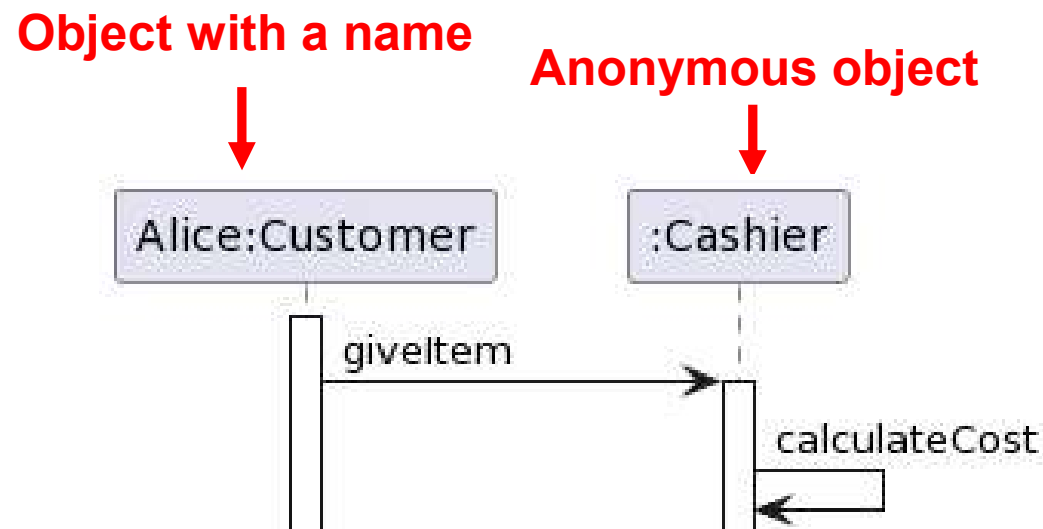 Object with a name
Anonymous object
Alice:Customer
:Cashier
giveItem
calculateCost